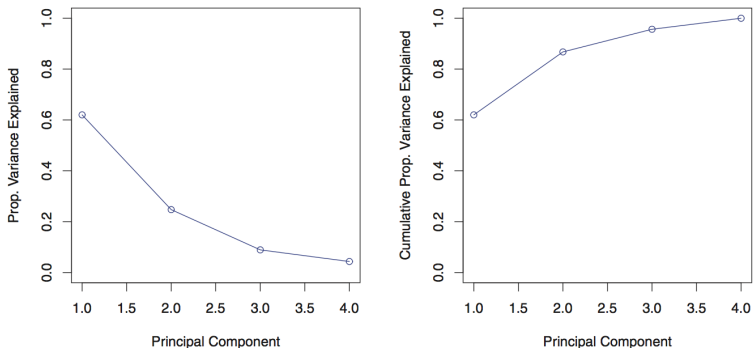 Prop. Variance Explained
0.0 0.2 0.4 0.6 0.8 1.0
1.0 1.5 2.0 2.5 3.0 3.5 4.0
Principal Component
Cumulative Prop. Variance Explained
0.0 0.2 0.4 0.6 0.8 1.0
1.0 1.5 2.0 2.5 3.0 3.5 4.0
Principal Component